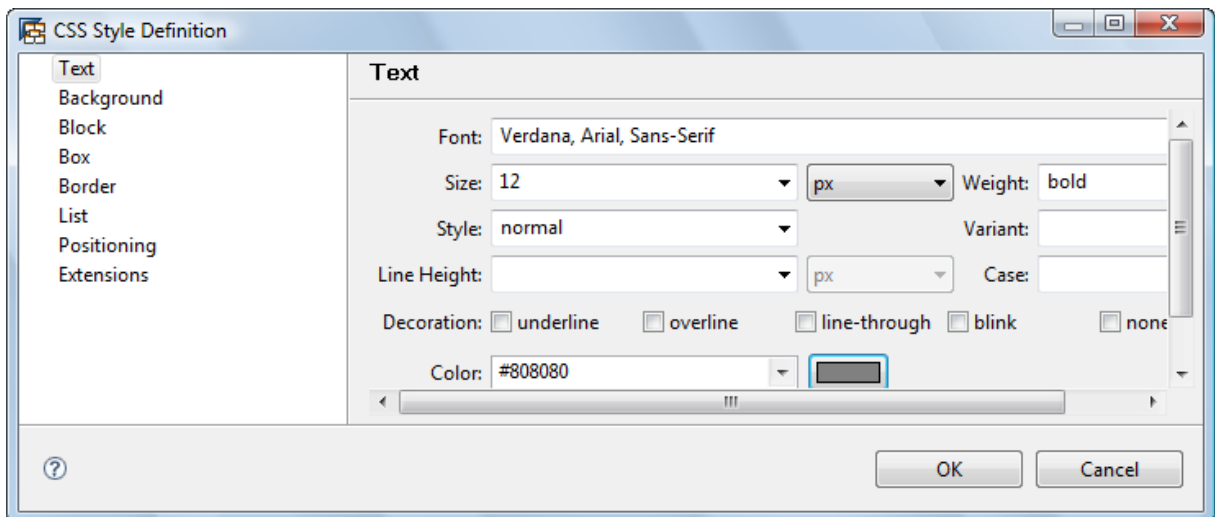 CSS Style Definition
Text
Background
Block
Box
Border
List
Positioning
Extensions
Text
Font: Verdana, Arial, Sans-Serif
Size: 12 px Weight: bold
Style: normal Variant:
Line Height: px Case:
Decoration: underline overline line-through blink none
Color: #808080
OK Cancel